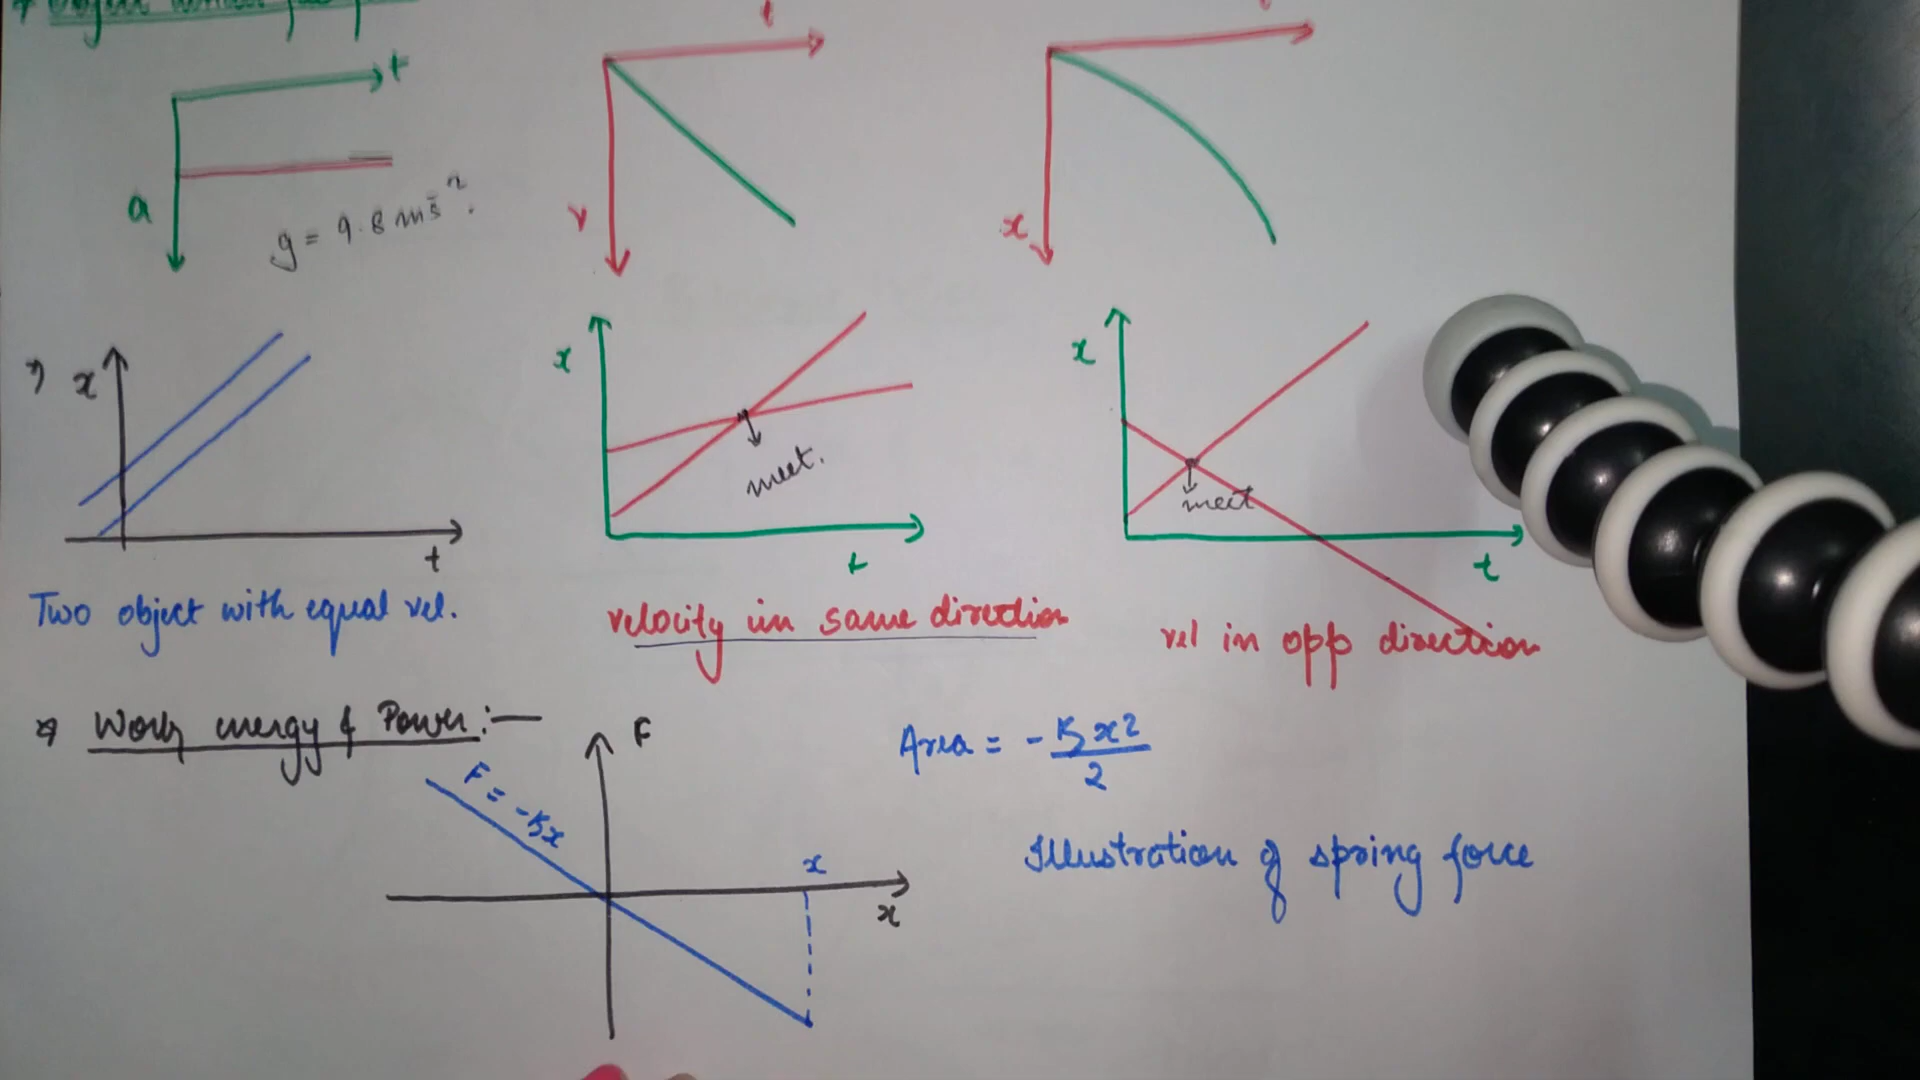 object
t
a
g = 9.8 ms⁻².
v
x
x
t
Two object with equal vel.
x
meet.
t
velocity in same direction
x
meet
t
vel in opp direction
Work energy & Power:—
F
F = -kx
x
x
Area = - kx2/2
Illustration of spring force